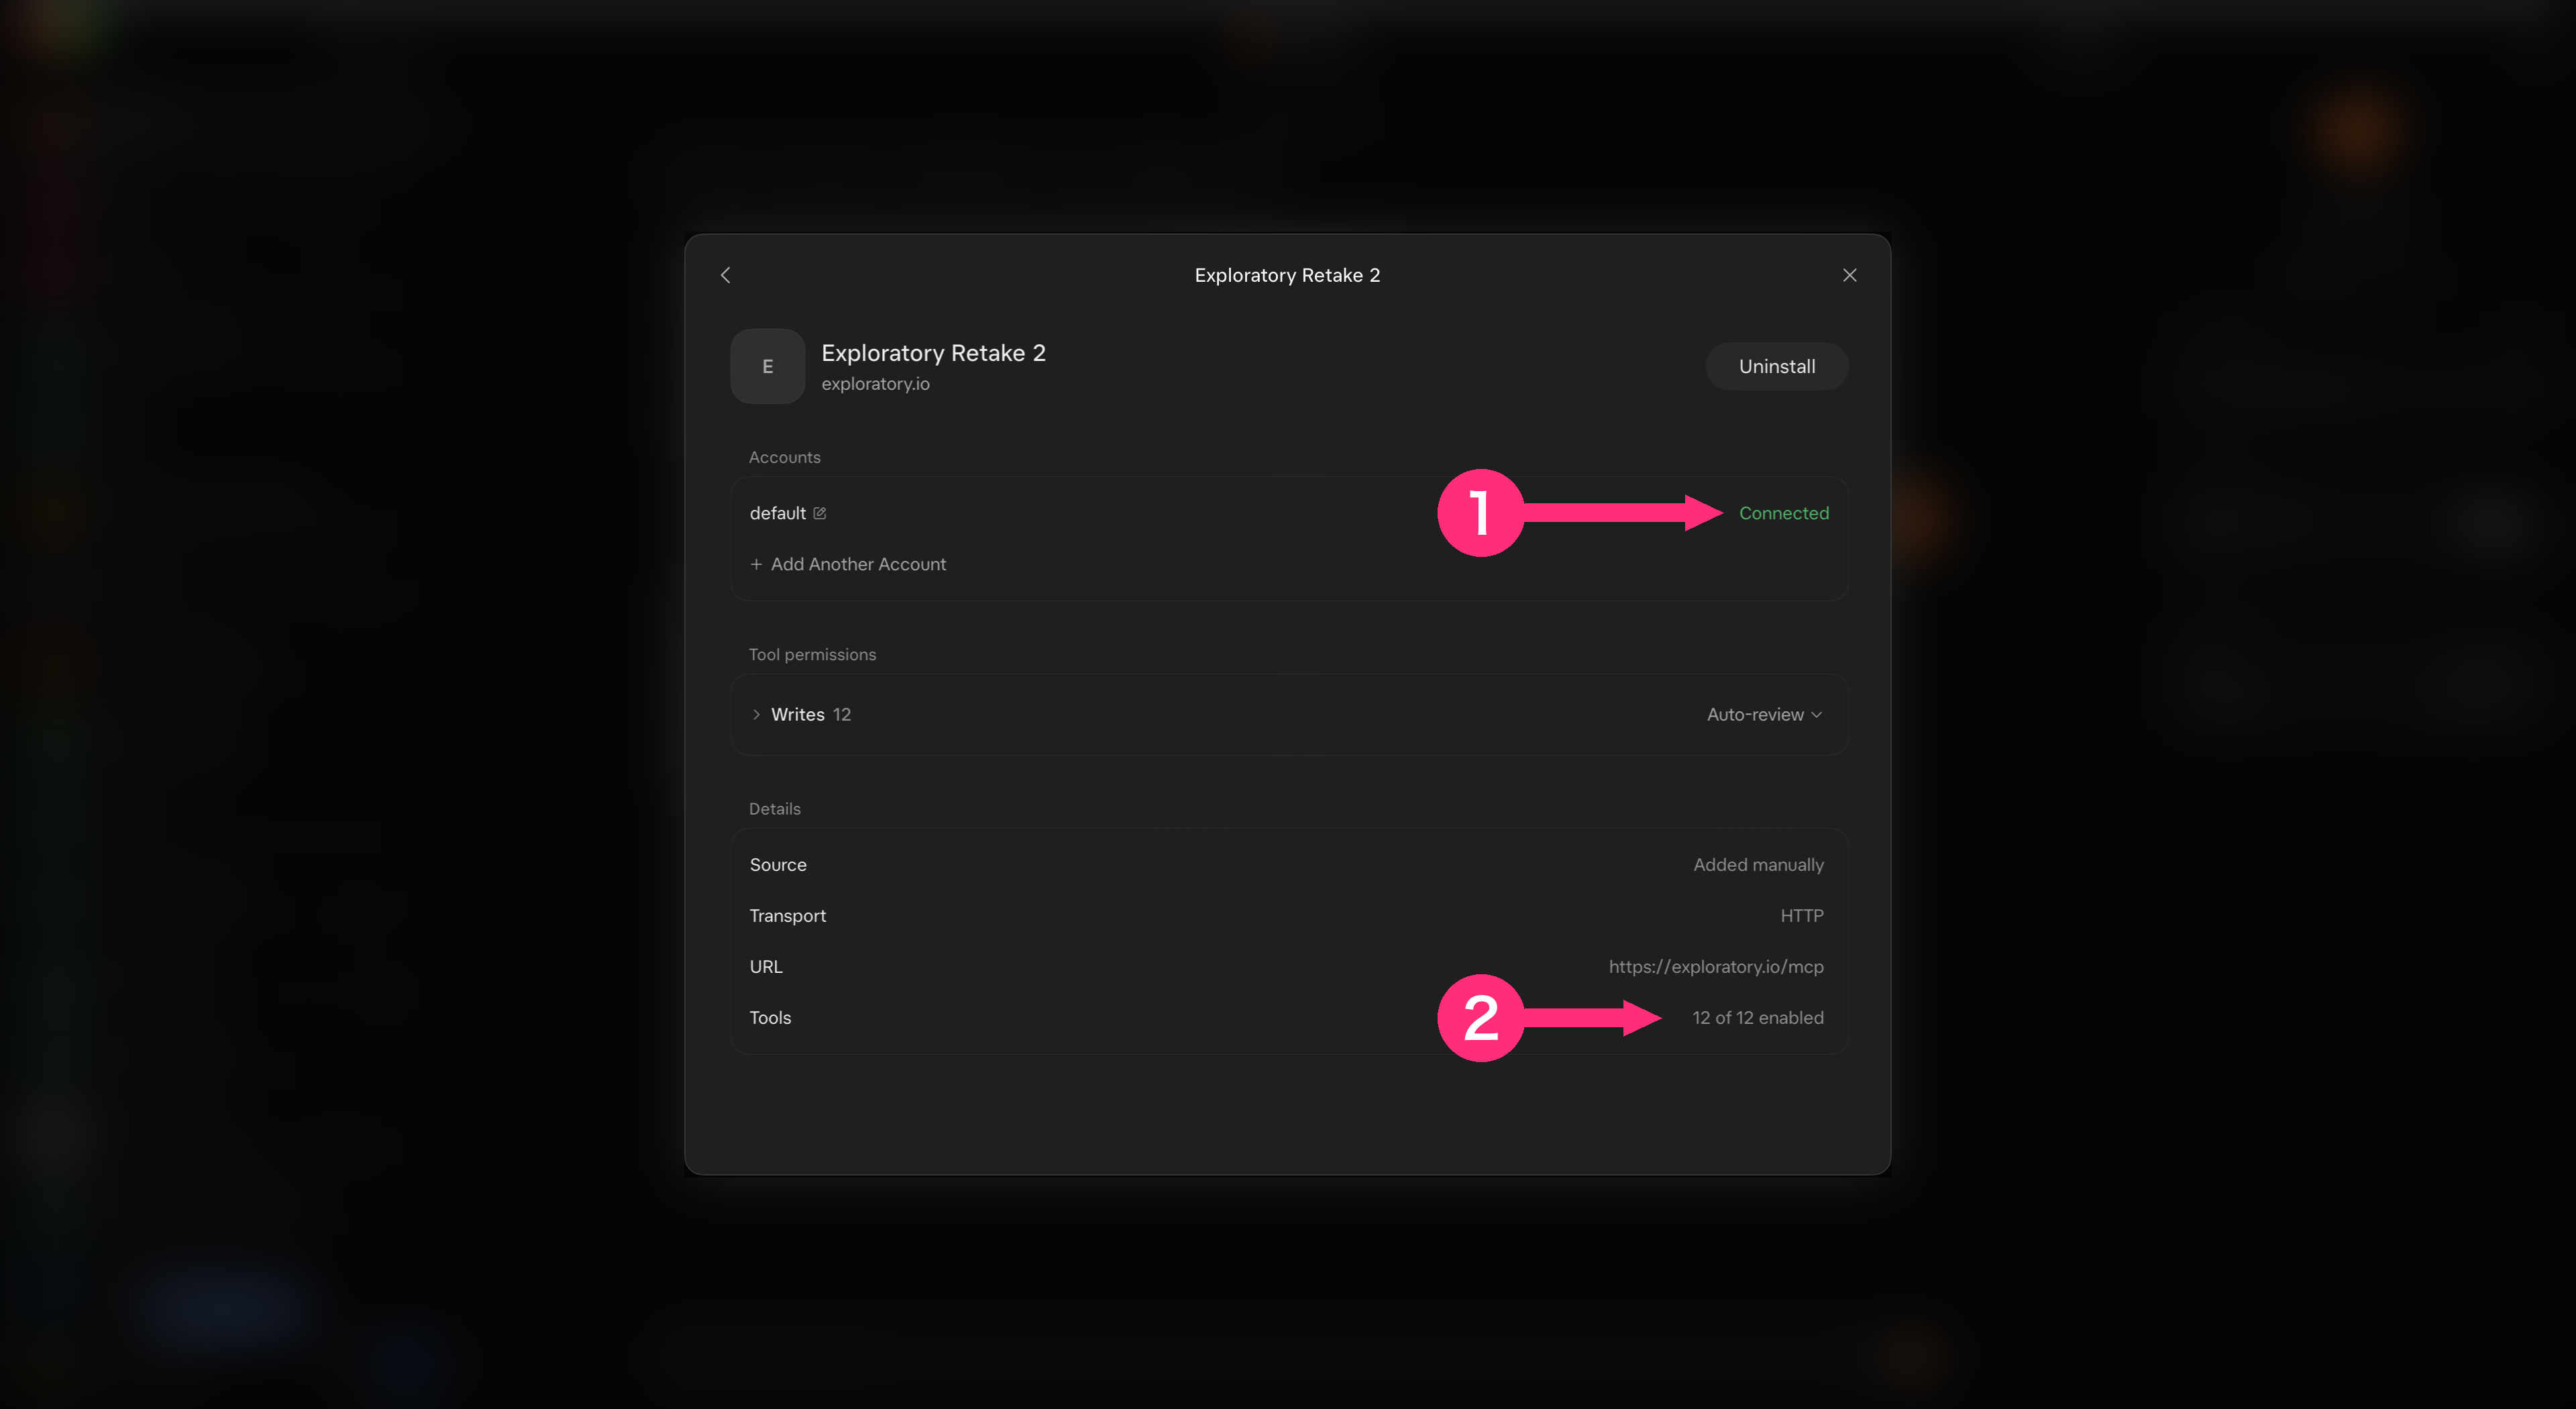 Exploratory Retake 2
E
Exploratory Retake 2
exploratory.io
Uninstall
Accounts
default
1
Connected
+ Add Another Account
Tool permissions
Writes 12
Auto-review
Details
Source
Added manually
Transport
HTTP
URL
https://exploratory.io/mcp
Tools
2
12 of 12 enabled